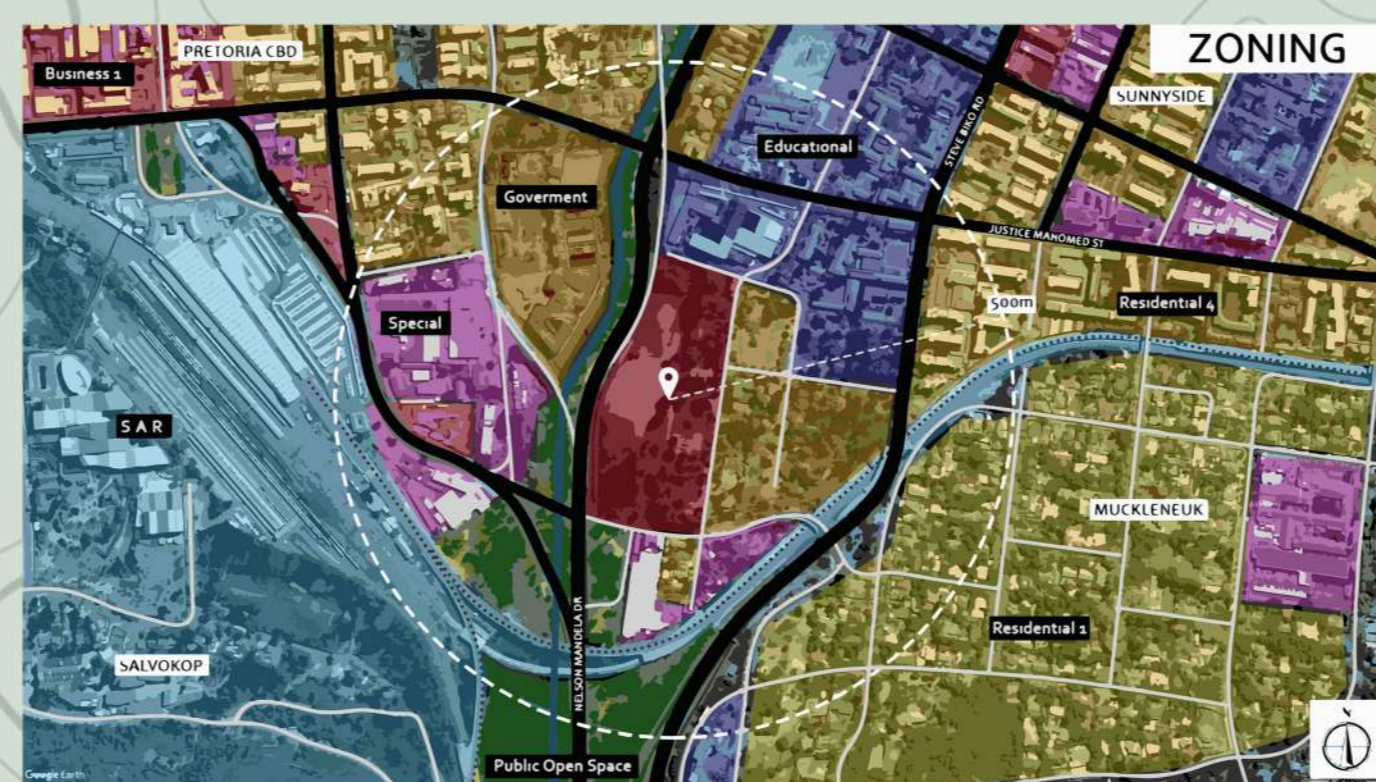 ZONING
PRETORIA CBD
Business 1
SUNNYSIDE
STEVE BIKO RD
Educational
Goverment
JUSTICE MAHOMED ST
500m
Residential 4
Special
SAR
MUCKLENEUK
Residential 1
SALVOKOP
NELSON MANDELA DR
Public Open Space
N
Google Earth